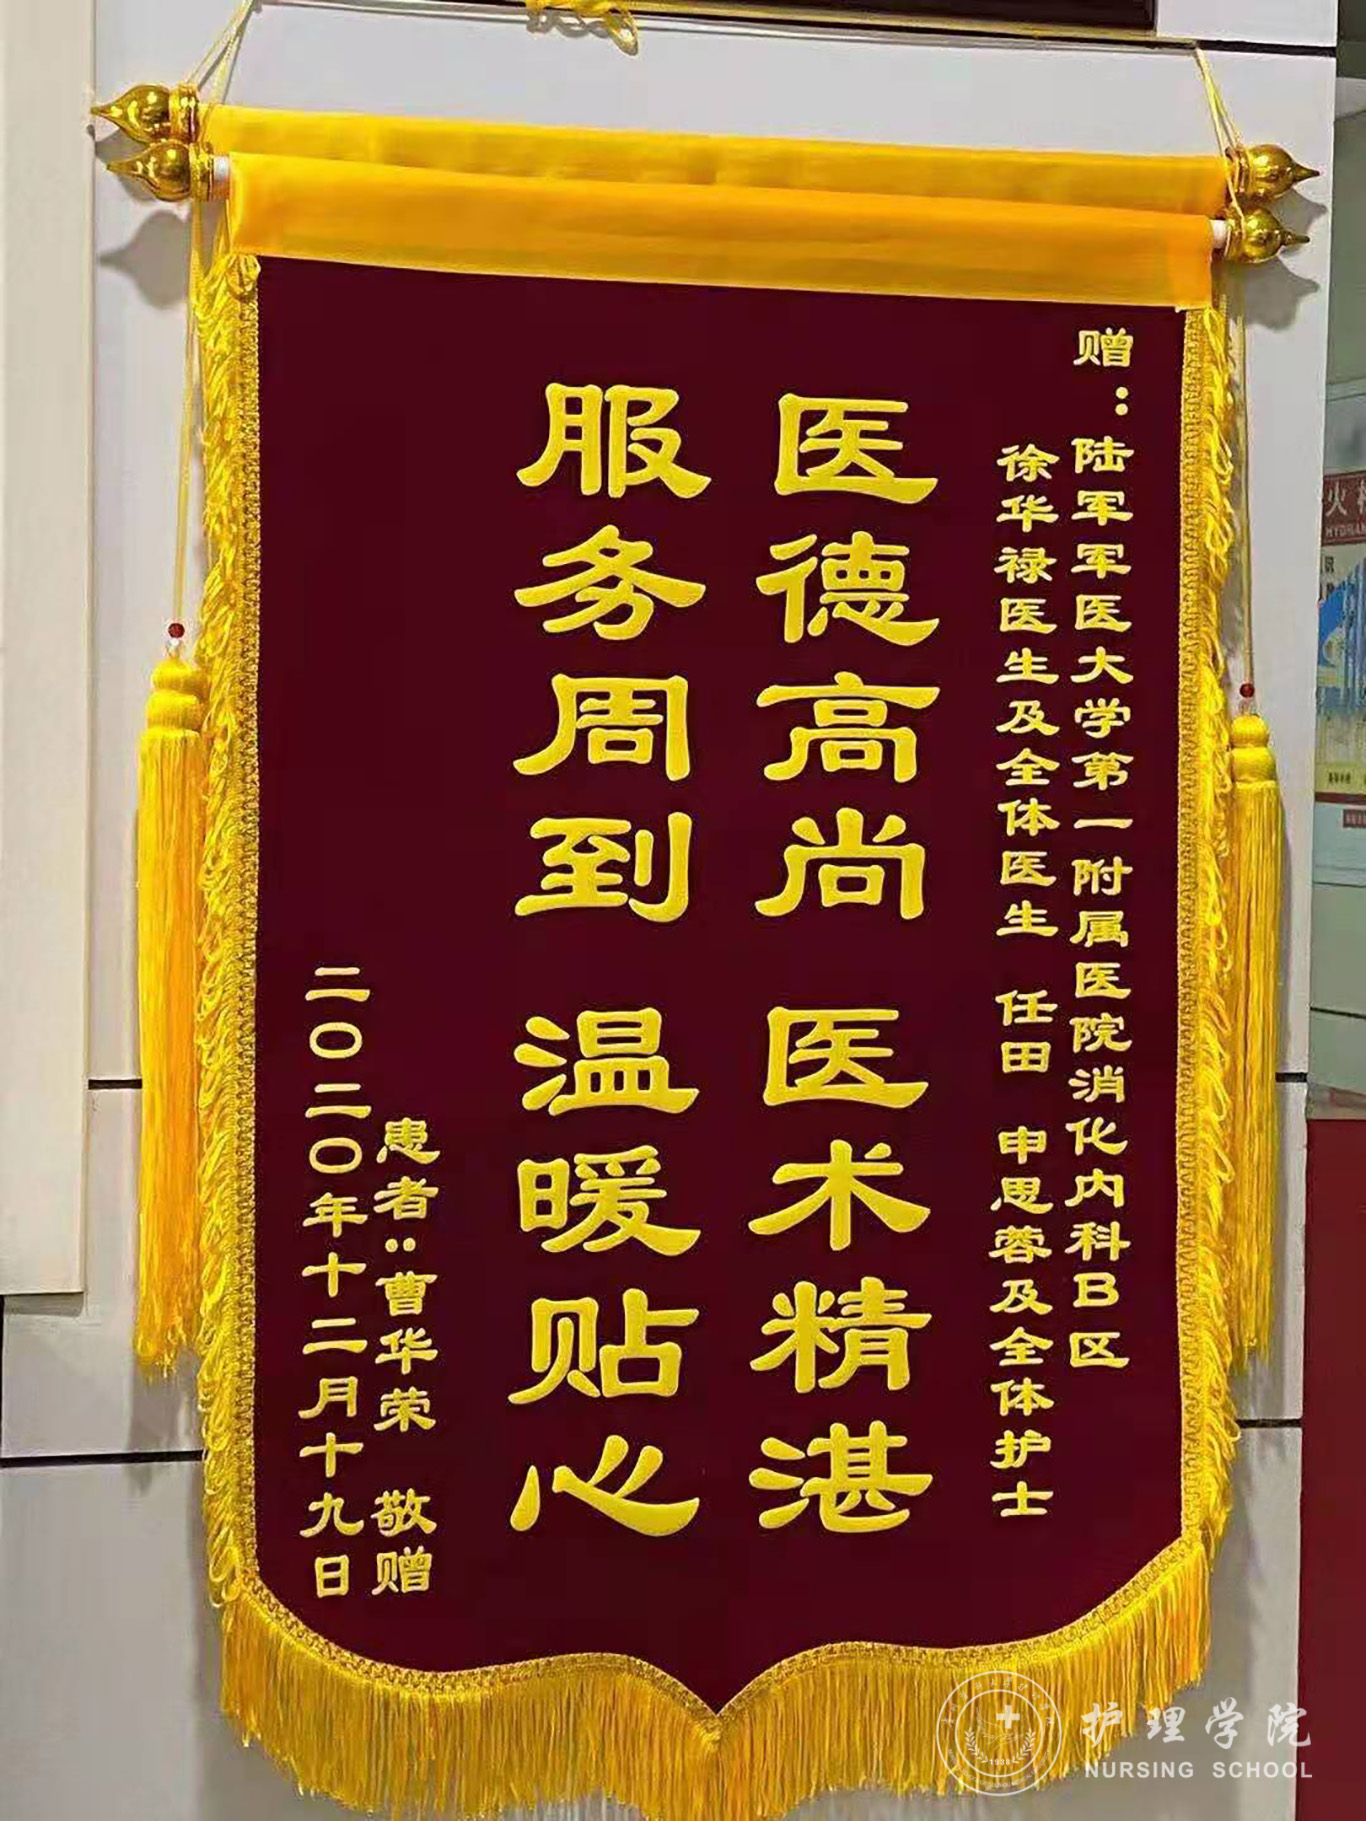 赠：陆军军医大学第一附属医院消化内科B区
徐华禄医生及全体医生 任田 申思蓉及全体护士
医德高尚 医术精湛
服务周到 温暖贴心
患者：曹华荣 敬赠
二〇二〇年十二月十九日
火
HYDRAN
护理学院
NURSING SCHOOL
1938